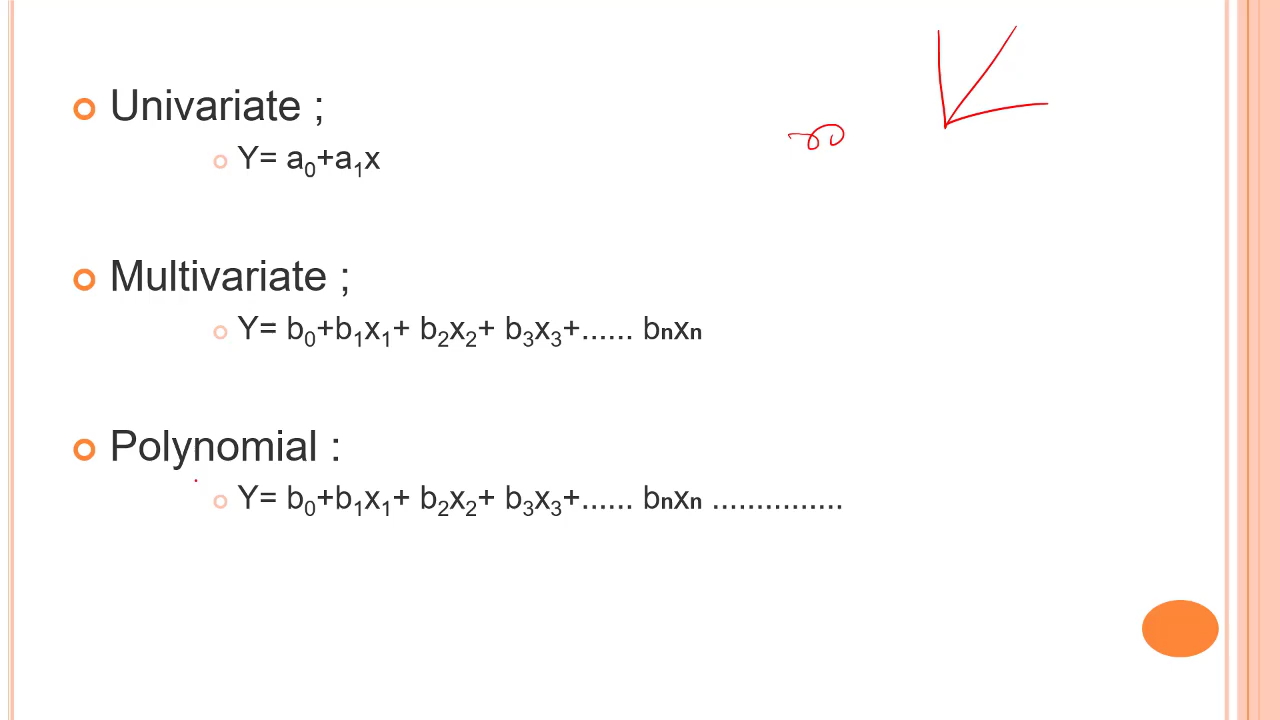 Univariate ;
Y= a₀+a₁x
Multivariate ;
Y= b₀+b₁x₁+ b₂x₂+ b₃x₃+...... bnxn
Polynomial :
Y= b₀+b₁x₁+ b₂x₂+ b₃x₃+...... bnxn ...............